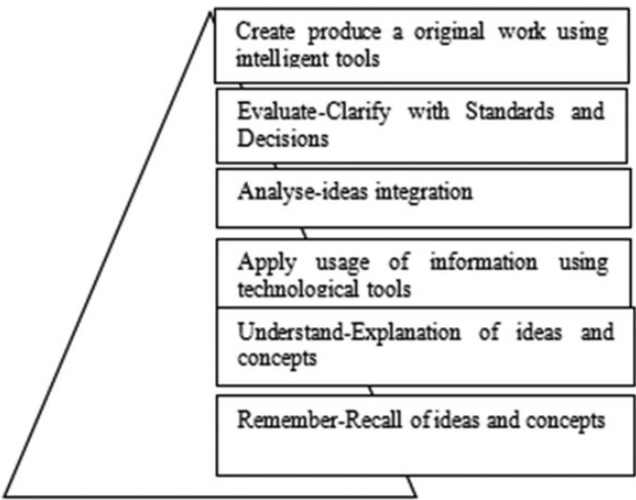 Create produce a original work using
intelligent tools
Evaluate-Clarify with Standards and
Decisions
Analyse-ideas integration
Apply usage of information using
technological tools
Understand-Explanation of ideas and
concepts
Remember-Recall of ideas and concepts